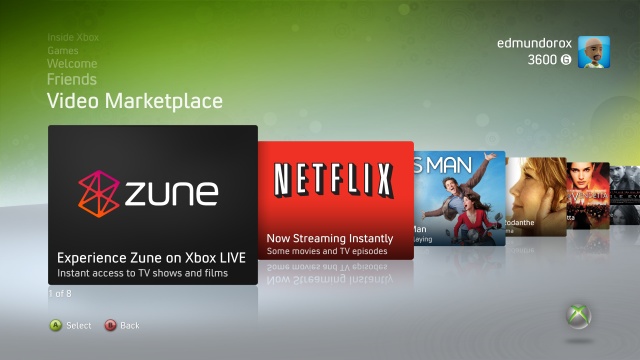 Inside Xbox
Games
Welcome
Friends
Video Marketplace
edmundorox
3600 G
zune
Experience Zune on Xbox LIVE
Instant access to TV shows and films
NETFLIX
Now Streaming Instantly
Some movies and TV episodes
S MAN
Man
aying
odanthe
ma
tta
1 of 8
A Select
B Back